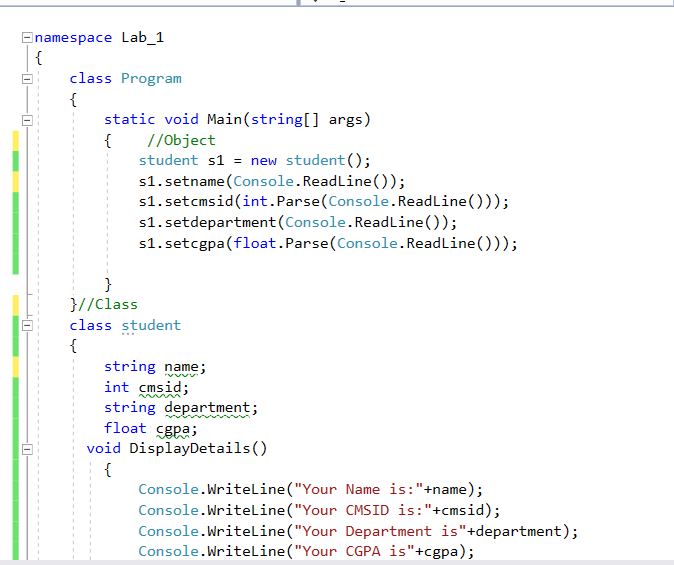 namespace Lab_1
{
class Program
{
static void Main(string[] args)
{ //Object
student s1 = new student();
s1.setname(Console.ReadLine());
s1.setcmsid(int.Parse(Console.ReadLine()));
s1.setdepartment(Console.ReadLine());
s1.setcgpa(float.Parse(Console.ReadLine()));
}
}//Class
class student
{
string name;
int cmsid;
string department;
float cgpa;
void DisplayDetails()
{
Console.WriteLine("Your Name is:"+name);
Console.WriteLine("Your CMSID is:"+cmsid);
Console.WriteLine("Your Department is"+department);
Console.WriteLine("Your CGPA is"+cgpa);